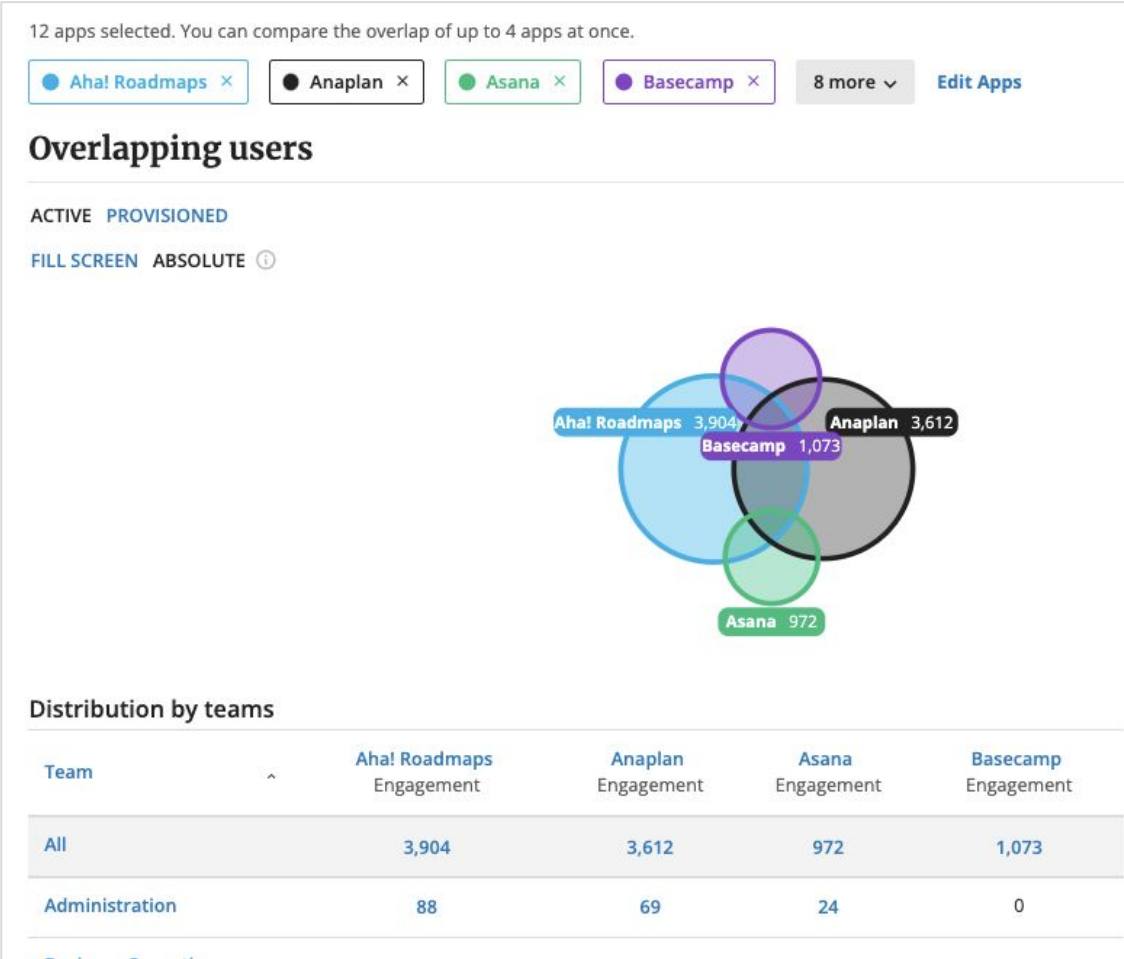 12 apps selected. You can compare the overlap of up to 4 apps at once.
Aha! Roadmaps × Anaplan × Asana × Basecamp × 8 more Edit Apps
Overlapping users
ACTIVE PROVISIONED
FILL SCREEN ABSOLUTE
Aha! Roadmaps 3,904
Anaplan 3,612
Basecamp 1,073
Asana 972
Distribution by teams
Team Aha! Roadmaps Anaplan Asana Basecamp
Engagement Engagement Engagement Engagement
All 3,904 3,612 972 1,073
Administration 88 69 24 0